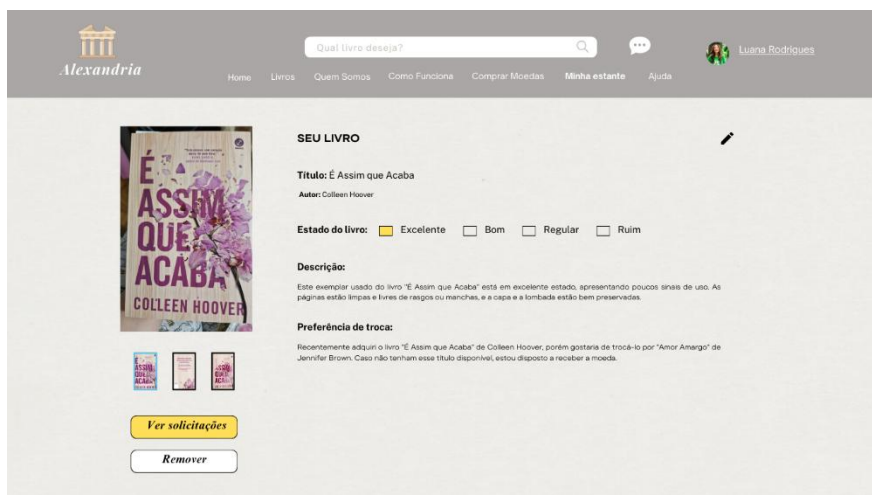 Qual livro deseja?
Luana Rodrigues
Alexandria
Home Livros Quem Somos Como Funciona Comprar Moedas Minha estante Ajuda
É
ASSIM
QUE
ACABA
COLLEEN HOOVER
SEU LIVRO
Título: É Assim que Acaba
Autor: Colleen Hoover
Estado do livro: Excelente Bom Regular Ruim
Descrição:
Este exemplar usado do livro "É Assim que Acaba" está em excelente estado, apresentando poucos sinais de uso. As
páginas estão limpas e livres de rasgos ou manchas, e a capa e a lombada estão bem preservadas.
Preferência de troca:
Recentemente adquiri o livro "É Assim que Acaba" de Colleen Hoover, porém gostaria de trocá-lo por "Amor Amargo" de
Jennifer Brown. Caso não tenham esse título disponível, estou disposto a receber a moeda.
Ver solicitações
Remover